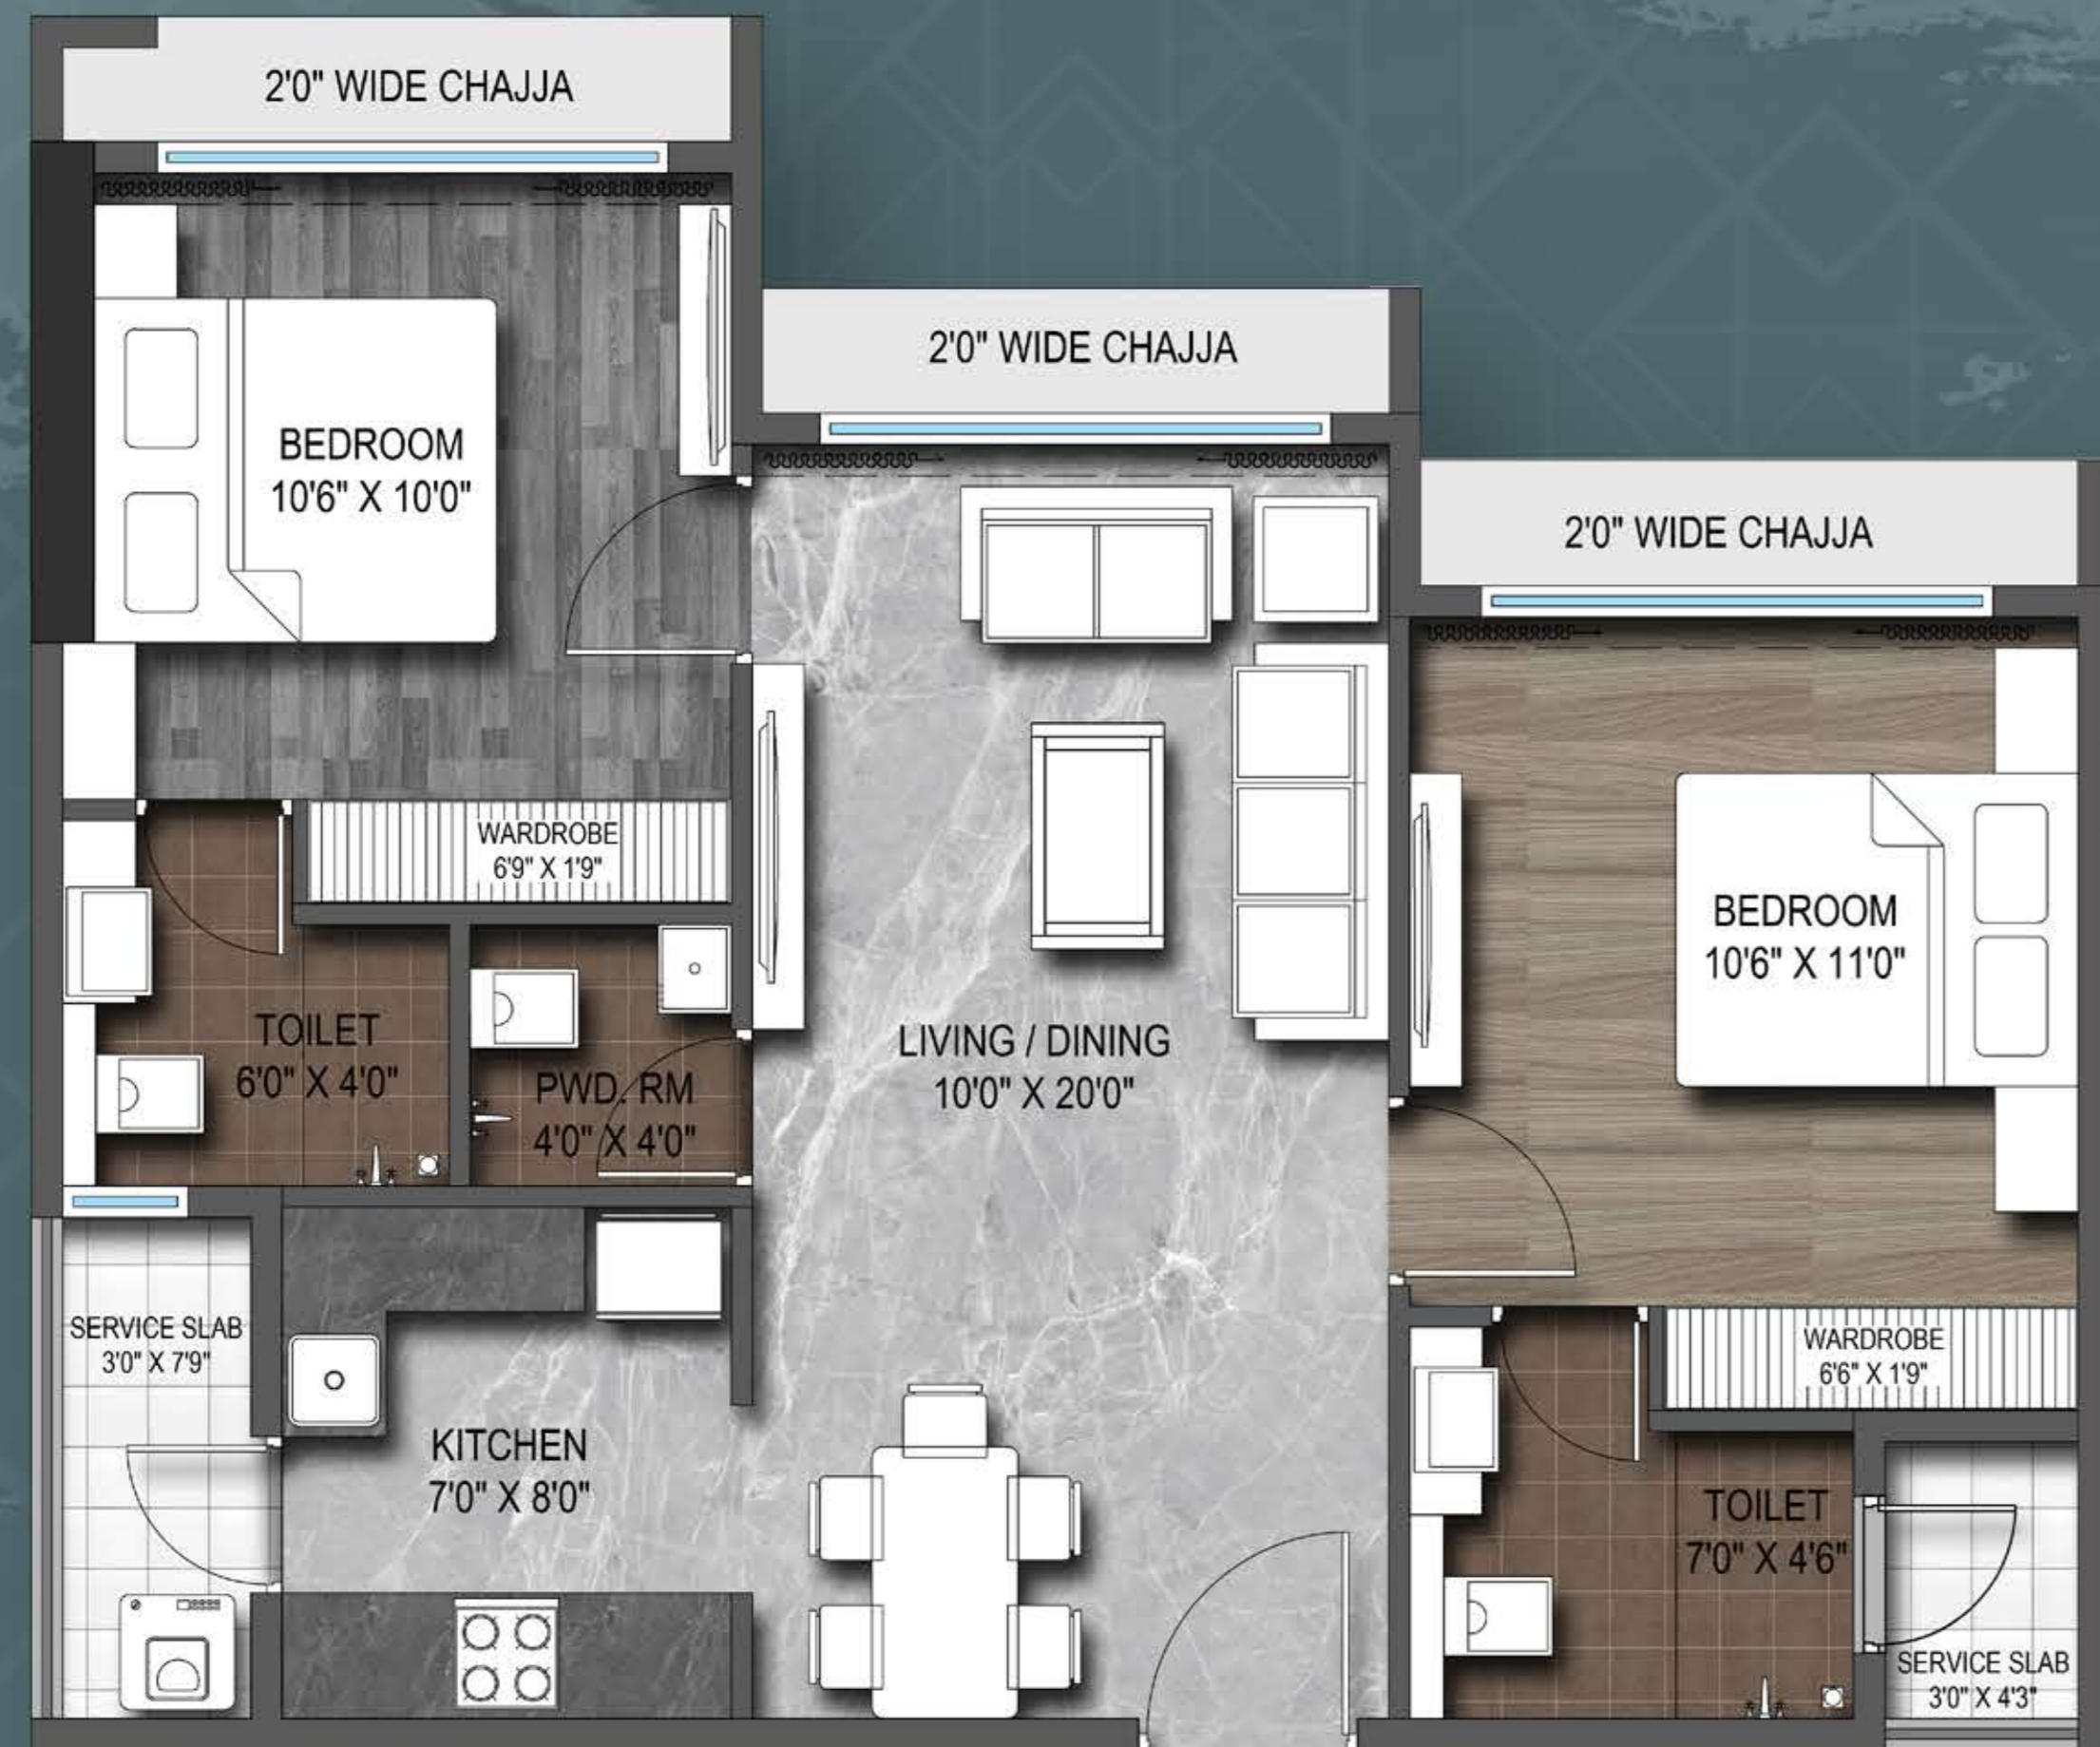 2'0" WIDE CHAJJA
2'0" WIDE CHAJJA
2'0" WIDE CHAJJA
BEDROOM
10'6" X 10'0"
WARDROBE
6'9" X 1'9"
BEDROOM
10'6" X 11'0"
TOILET
6'0" X 4'0"
PWD. RM
4'0" X 4'0"
LIVING / DINING
10'0" X 20'0"
SERVICE SLAB
3'0" X 7'9"
WARDROBE
6'6" X 1'9"
KITCHEN
7'0" X 8'0"
TOILET
7'0" X 4'6"
SERVICE SLAB
3'0" X 4'3"